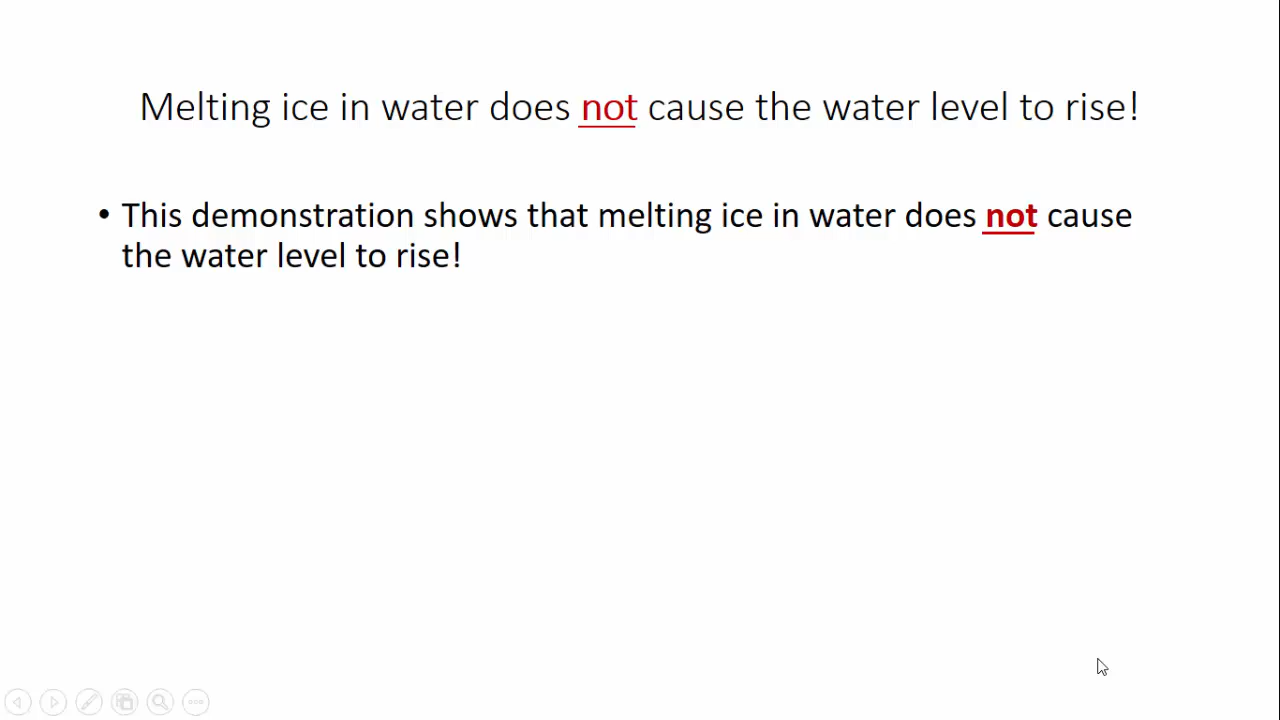 Melting ice in water does not cause the water level to rise!
• This demonstration shows that melting ice in water does not cause
the water level to rise!